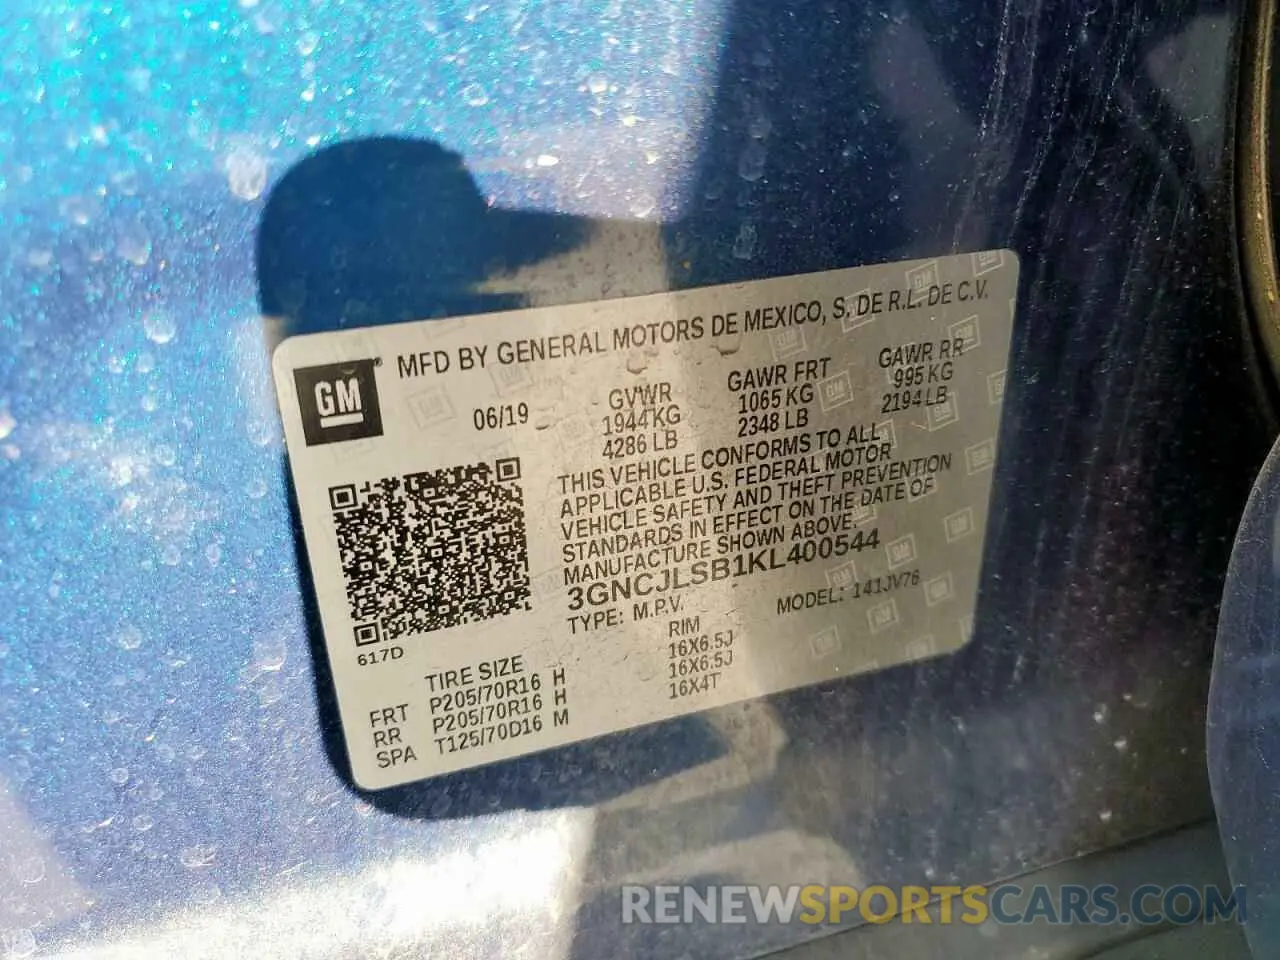 GM
MFD BY GENERAL MOTORS DE MEXICO, S. DE R.L. DE C.V.
06/19
GVWR GAWR FRT GAWR RR
1944 KG 1065 KG 995 KG
4286 LB 2348 LB 2194 LB
THIS VEHICLE CONFORMS TO ALL
APPLICABLE U.S. FEDERAL MOTOR
VEHICLE SAFETY AND THEFT PREVENTION
STANDARDS IN EFFECT ON THE DATE OF
MANUFACTURE SHOWN ABOVE.
3GNCJLSB1KL400544
TYPE: M.P.V. MODEL: 141JV76
617D
TIRE SIZE RIM
FRT P205/70R16 H 16X6.5J
RR P205/70R16 H 16X6.5J
SPA T125/70D16 M 16X4T
RENEWSPORTSCARS.COM